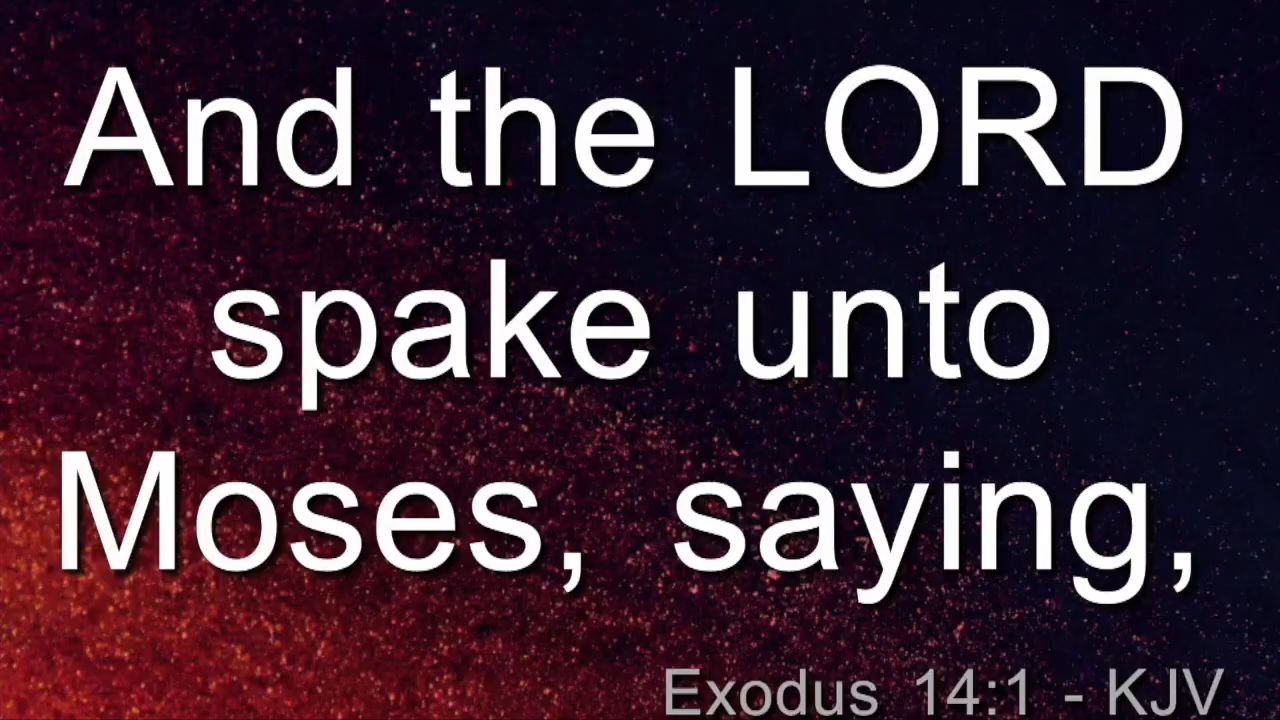 And the LORD
spake unto
Moses, saying,
Exodus 14:1 - KJV